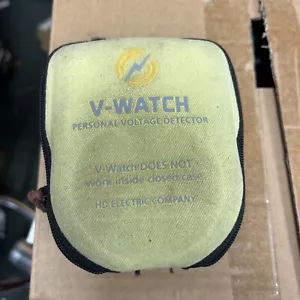 V-WATCH
PERSONAL VOLTAGE DETECTOR
V-Watch DOES NOT
work inside closed case.
HD ELECTRIC COMPANY